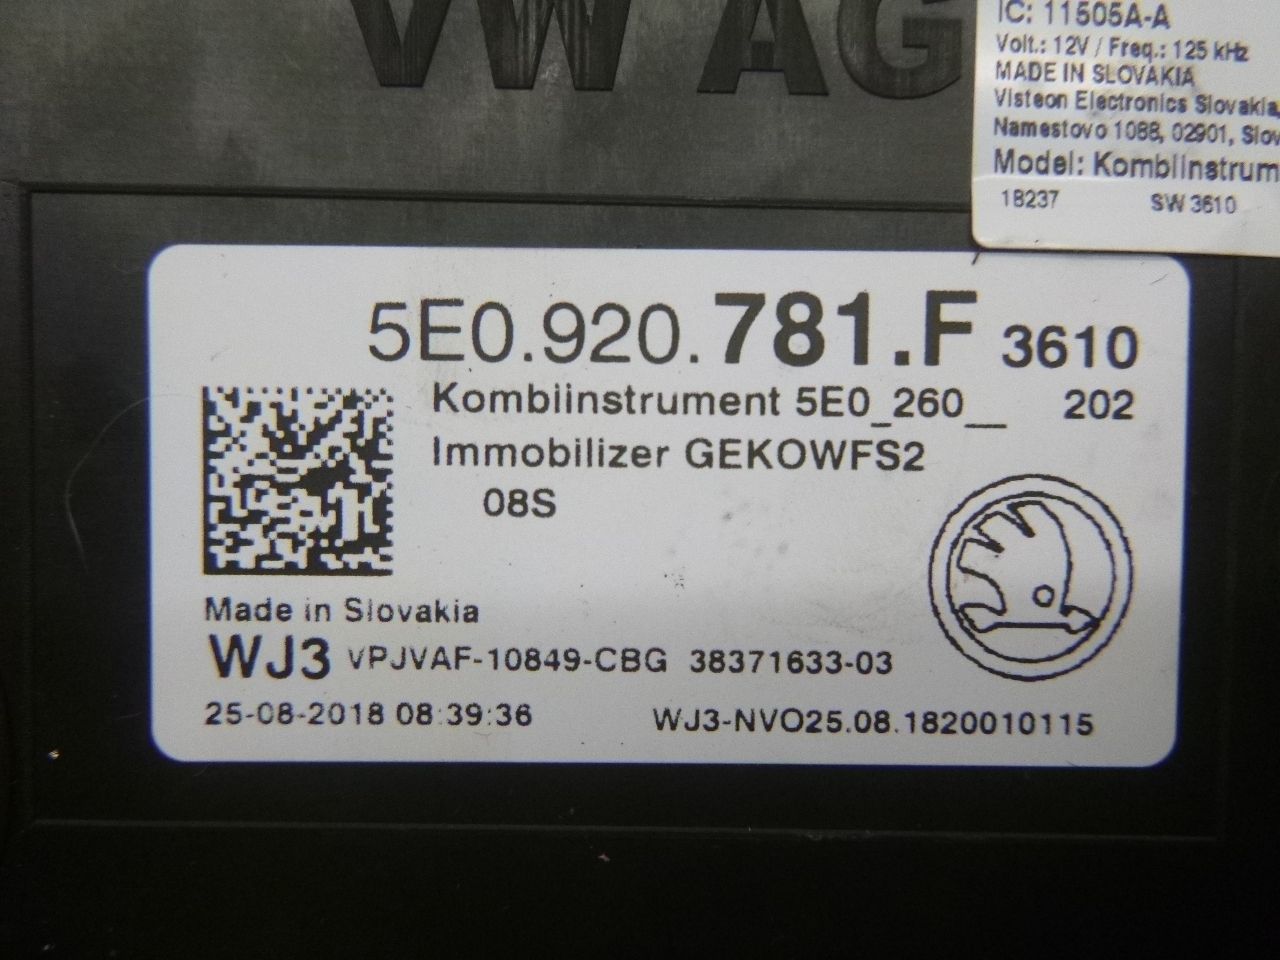 VW AG
IC: 11505A-A
Volt.: 12V / Freq.: 125 kHz
MADE IN SLOVAKIA
Visteon Electronics Slovakia,
Namestovo 1088, 02901, Slov
Model: Kombiinstrum
18237 SW 3610
5E0.920.781.F 3610
Kombiinstrument 5E0_260__ 202
Immobilizer GEKOWFS2
08S
Made in Slovakia
WJ3 VPJVAF-10849-CBG 38371633-03
25-08-2018 08:39:36 WJ3-NVO25.08.1820010115